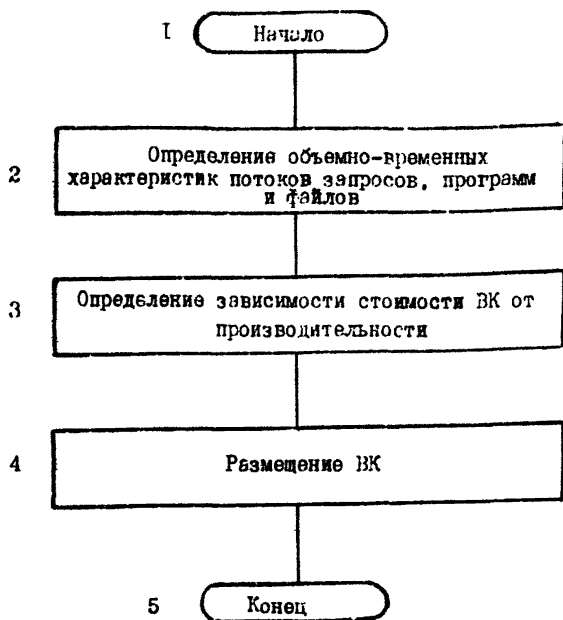 I Начало
2 Определение объемно-временных
характеристик потоков запросов, программ
и файлов
3 Определение зависимости стоимости ВК от
производительности
4 Размещение ВК
5 Конец